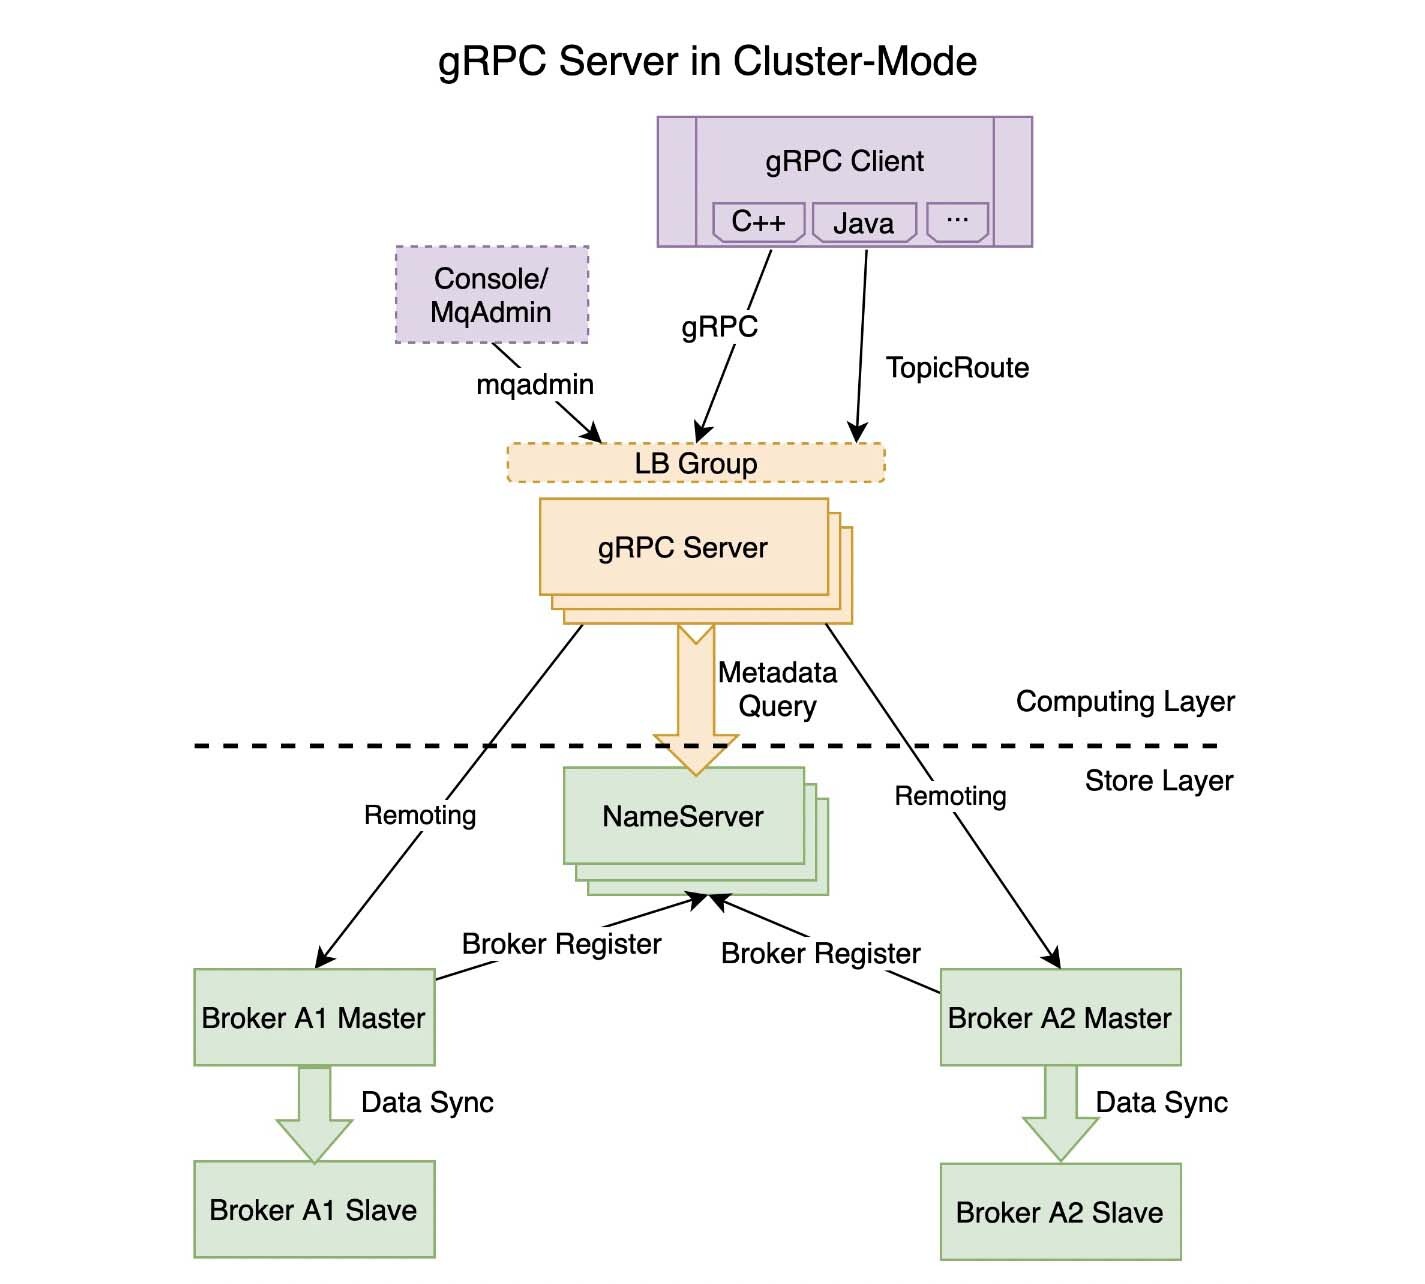 gRPC Server in Cluster-Mode
gRPC Client
C++
Java
...
Console/
MqAdmin
gRPC
TopicRoute
mqadmin
LB Group
gRPC Server
Metadata
Query
Computing Layer
Store Layer
Remoting
NameServer
Remoting
Broker Register
Broker Register
Broker A1 Master
Broker A2 Master
Data Sync
Data Sync
Broker A1 Slave
Broker A2 Slave